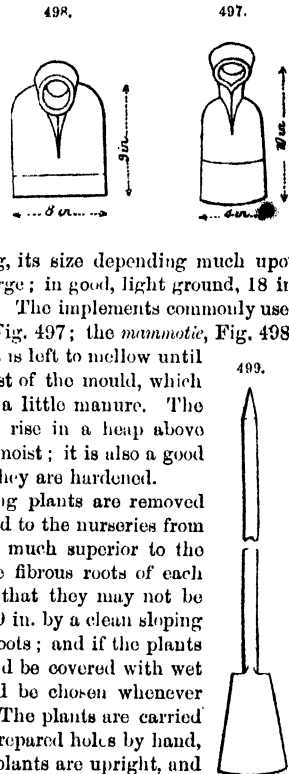 498.
497.
9 in
8 in
10 in
4 in
g, its size depending much upo
rge; in good, light ground, 18 in
The implements commonly use
Fig. 497; the mammotie, Fig. 498
is left to mellow until
st of the mould, which
a little manure. The
rise in a heap above
moist; it is also a good
they are hardened.
ng plants are removed
d to the nurseries from
much superior to the
e fibrous roots of each
that they may not be
9 in. by a clean sloping
oots; and if the plants
d be covered with wet
d be chosen whenever
The plants are carried
repared holes by hand,
plants are upright, and
499.